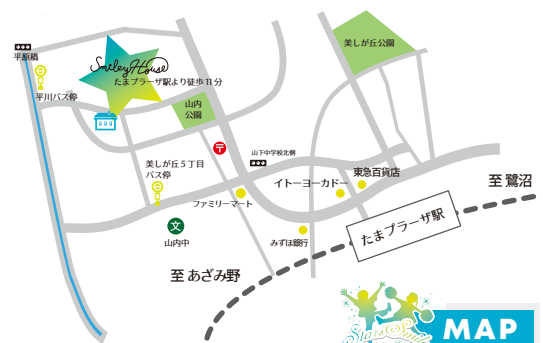 平原橋
Smiley House
たまプラーザ駅より徒歩11分
平川バス停
山内
公園
美しが丘公園
〒
山下中学校北側
美しが丘5丁目
バス停
イトーヨーカドー
東急百貨店
至 鷺沼
ファミリーマート
文
山内中
みずほ銀行
たまプラーザ駅
至 あざみ野
Stars Smile
MAP